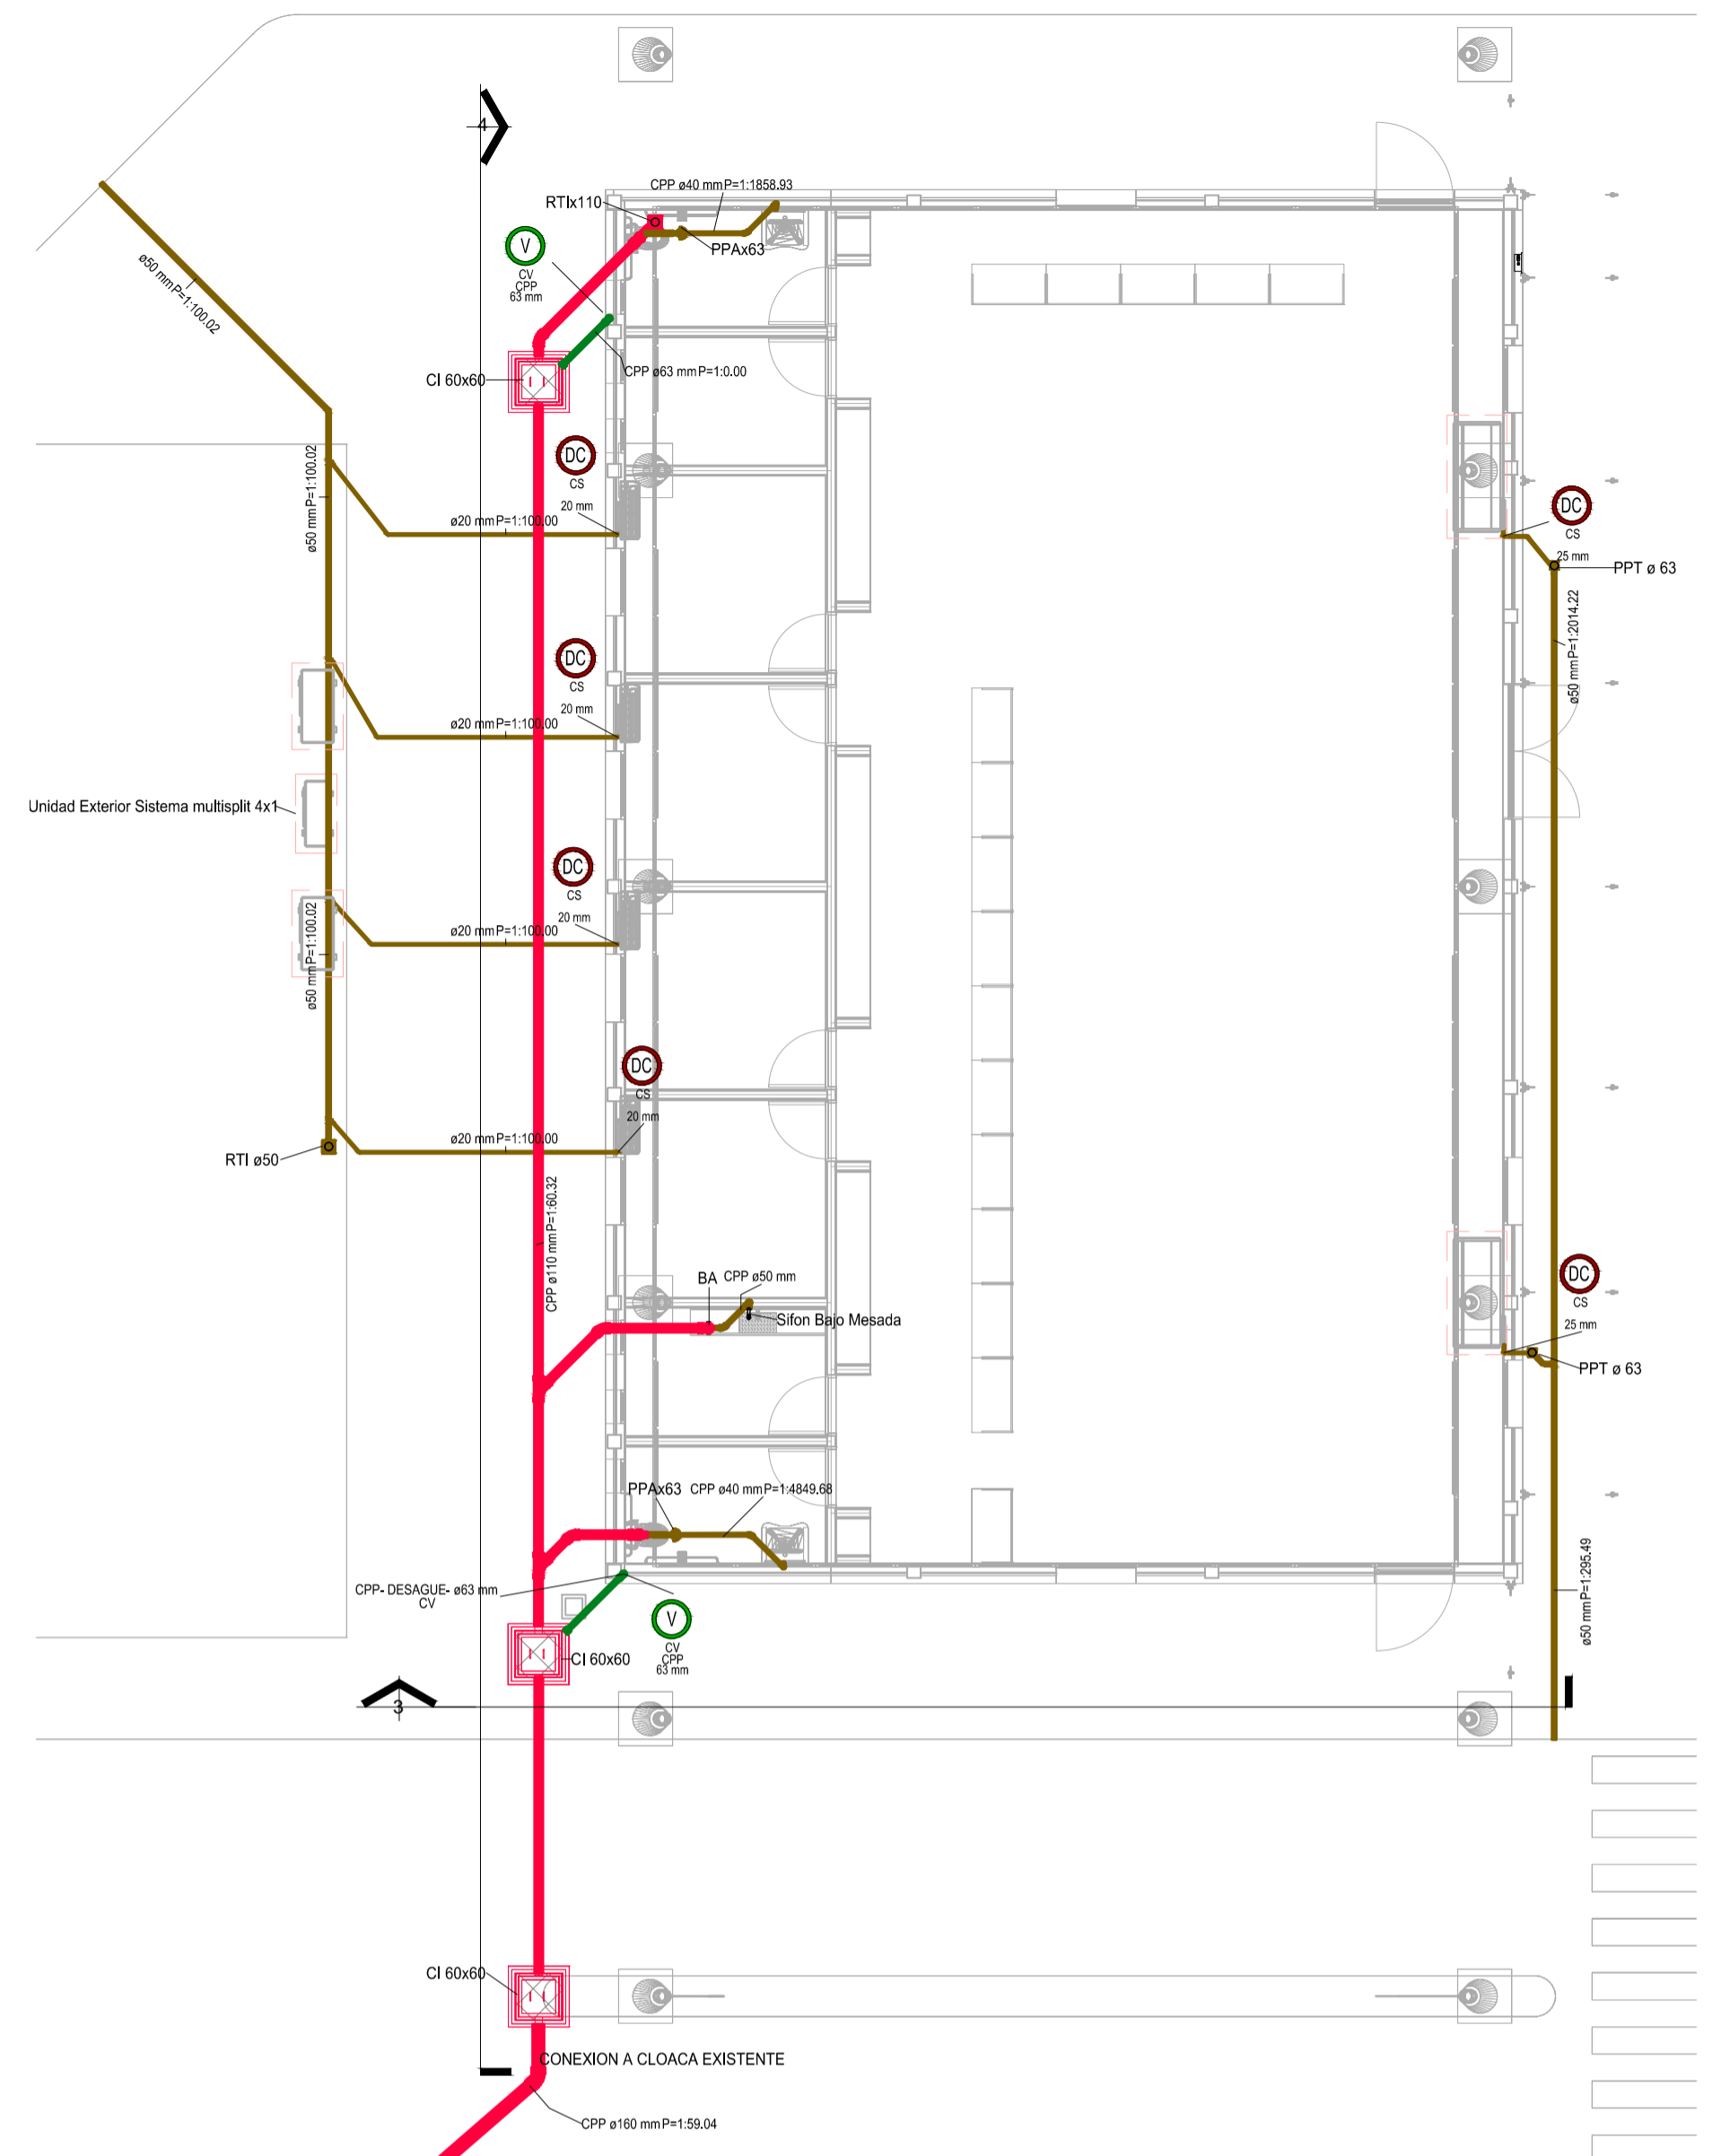 4
CPP ø40 mm P=1:1858.93
RTIx110
V
CV
CPP
63 mm
PPAx63
ø50 mm P=1:100.02
CPP ø63 mm P=1:0.00
CI 60x60
DC
CS
20 mm
ø50 mm P=1:100.02
ø20 mm P=1:100.00
DC
CS
25 mm
PPT ø 63
ø50 mm P=1:2014.22
DC
CS
20 mm
ø20 mm P=1:100.00
Unidad Exterior Sistema multisplit 4x1
DC
CS
20 mm
ø20 mm P=1:100.00
ø50 mm P=1:100.02
DC
CS
20 mm
ø20 mm P=1:100.00
RTI ø50
CPP ø110 mm P=1:60.32
BA
CPP ø50 mm
Sifon Bajo Mesada
DC
CS
25 mm
PPT ø 63
PPAx63
CPP ø40 mm P=1:4849.68
CPP- DESAGUE- ø63 mm
CV
V
CV
CPP
63 mm
CI 60x60
ø50 mm P=1:295.49
3
CI 60x60
CONEXION A CLOACA EXISTENTE
CPP ø160 mm P=1:59.04